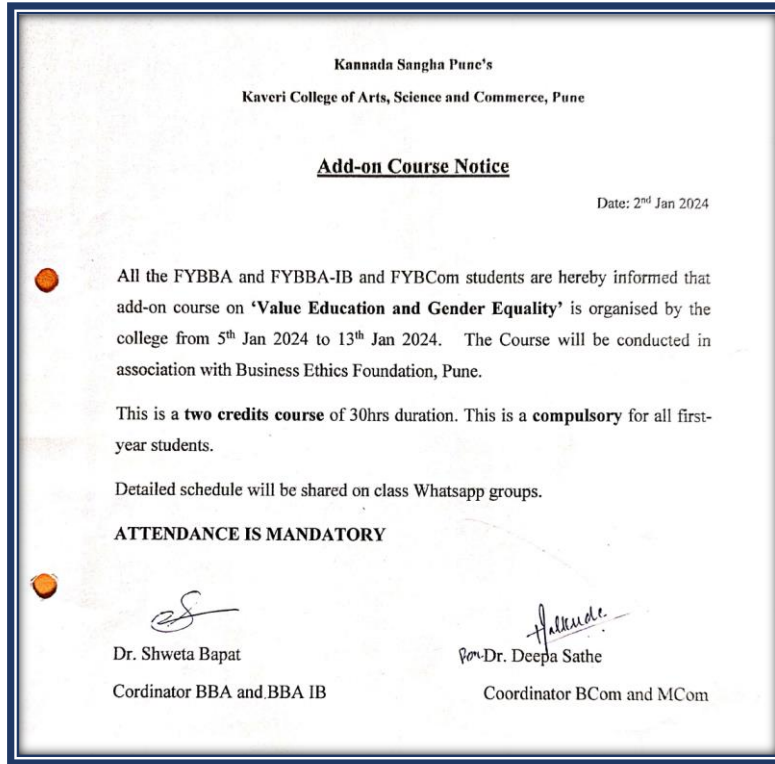 Kannada Sangha Pune's
Kaveri College of Arts, Science and Commerce, Pune
Add-on Course Notice
Date: 2nd Jan 2024
All the FYBBA and FYBBA-IB and FYBCom students are hereby informed that
add-on course on ‘Value Education and Gender Equality’ is organised by the
college from 5th Jan 2024 to 13th Jan 2024. The Course will be conducted in
association with Business Ethics Foundation, Pune.
This is a two credits course of 30hrs duration. This is a compulsory for all first-
year students.
Detailed schedule will be shared on class Whatsapp groups.
ATTENDANCE IS MANDATORY
Dr. Shweta Bapat
For Dr. Deepa Sathe
Cordinator BBA and BBA IB
Coordinator BCom and MCom